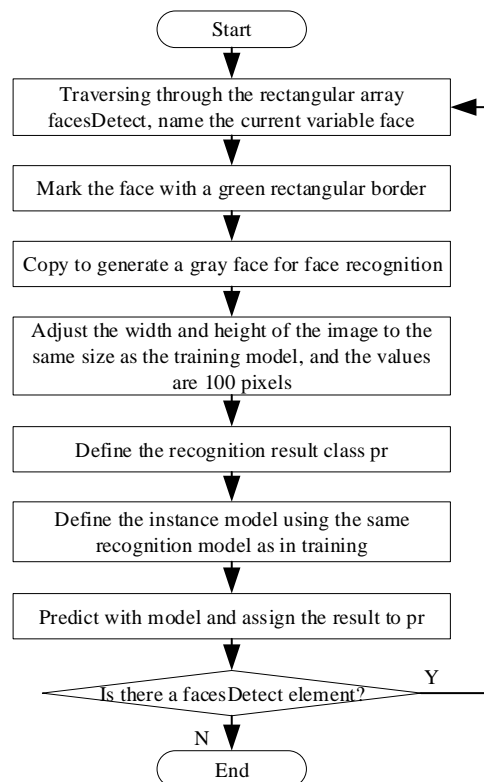 Start
Traversing through the rectangular array
facesDetect, name the current variable face
Mark the face with a green rectangular border
Copy to generate a gray face for face recognition
Adjust the width and height of the image to the
same size as the training model, and the values
are 100 pixels
Define the recognition result class pr
Define the instance model using the same
recognition model as in training
Predict with model and assign the result to pr
Is there a facesDetect element?
Y
N
End